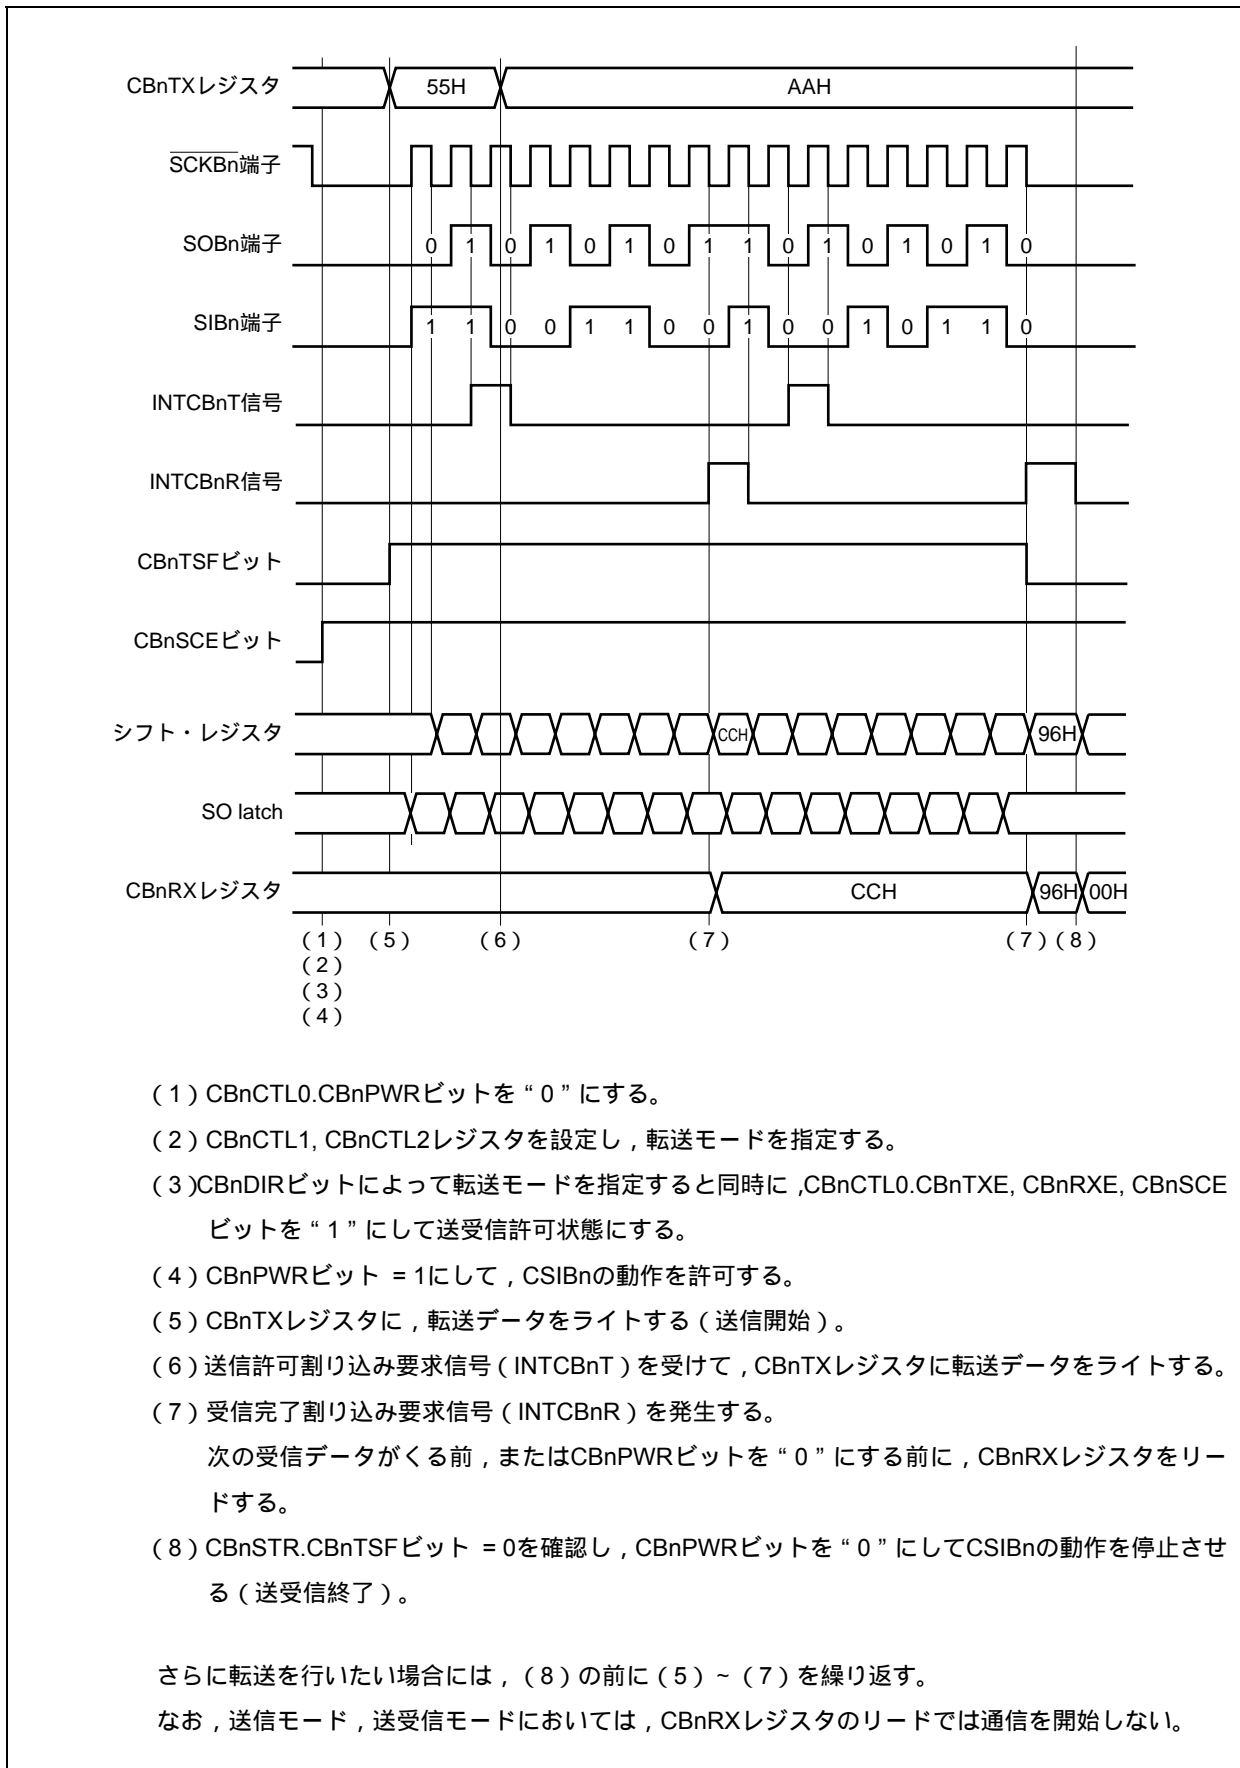 CBnTXレジスタ 55H AAH
SCKBn端子
SOBn端子 0 1 0 1 0 1 0 1 1 0 1 0 1 0 1 0
SIBn端子 1 1 0 0 1 1 0 0 1 0 0 1 0 1 1 0
INTCBnT信号
INTCBnR信号
CBnTSFビット
CBnSCEビット
シフト・レジスタ CCH 96H
SO latch
CBnRXレジスタ CCH 96H 00H
(1) (5) (6) (7) (7) (8)
(2)
(3)
(4)
(1)CBnCTL0.CBnPWRビットを“0”にする。
(2)CBnCTL1, CBnCTL2レジスタを設定し,転送モードを指定する。
(3)CBnDIRビットによって転送モードを指定すると同時に,CBnCTL0.CBnTXE, CBnRXE, CBnSCE
ビットを“1”にして送受信許可状態にする。
(4)CBnPWRビット = 1にして,CSIBnの動作を許可する。
(5)CBnTXレジスタに,転送データをライトする(送信開始)。
(6)送信許可割り込み要求信号(INTCBnT)を受けて,CBnTXレジスタに転送データをライトする。
(7)受信完了割り込み要求信号(INTCBnR)を発生する。
次の受信データがくる前,またはCBnPWRビットを“0”にする前に,CBnRXレジスタをリー
ドする。
(8)CBnSTR.CBnTSFビット = 0を確認し,CBnPWRビットを“0”にしてCSIBnの動作を停止させ
る(送受信終了)。
さらに転送を行いたい場合には,(8)の前に(5)~(7)を繰り返す。
なお,送信モード,送受信モードにおいては,CBnRXレジスタのリードでは通信を開始しない。